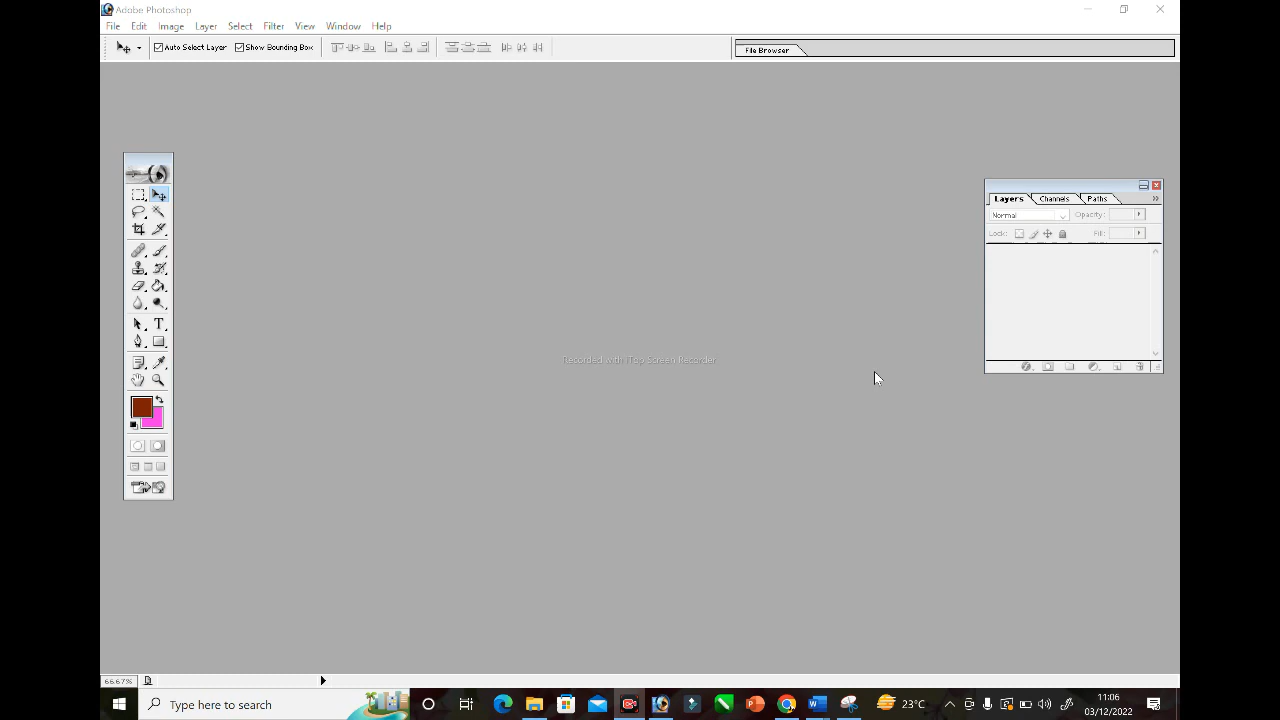 Adobe Photoshop
File Edit Image Layer Select Filter View Window Help
Auto Select Layer Show Bounding Box
File Browser
Layers Channels Paths
Normal Opacity:
Lock: Fill:
T
Recorded with iTop Screen Recorder
66.67%
Type here to search
23°C
11:06
03/12/2022